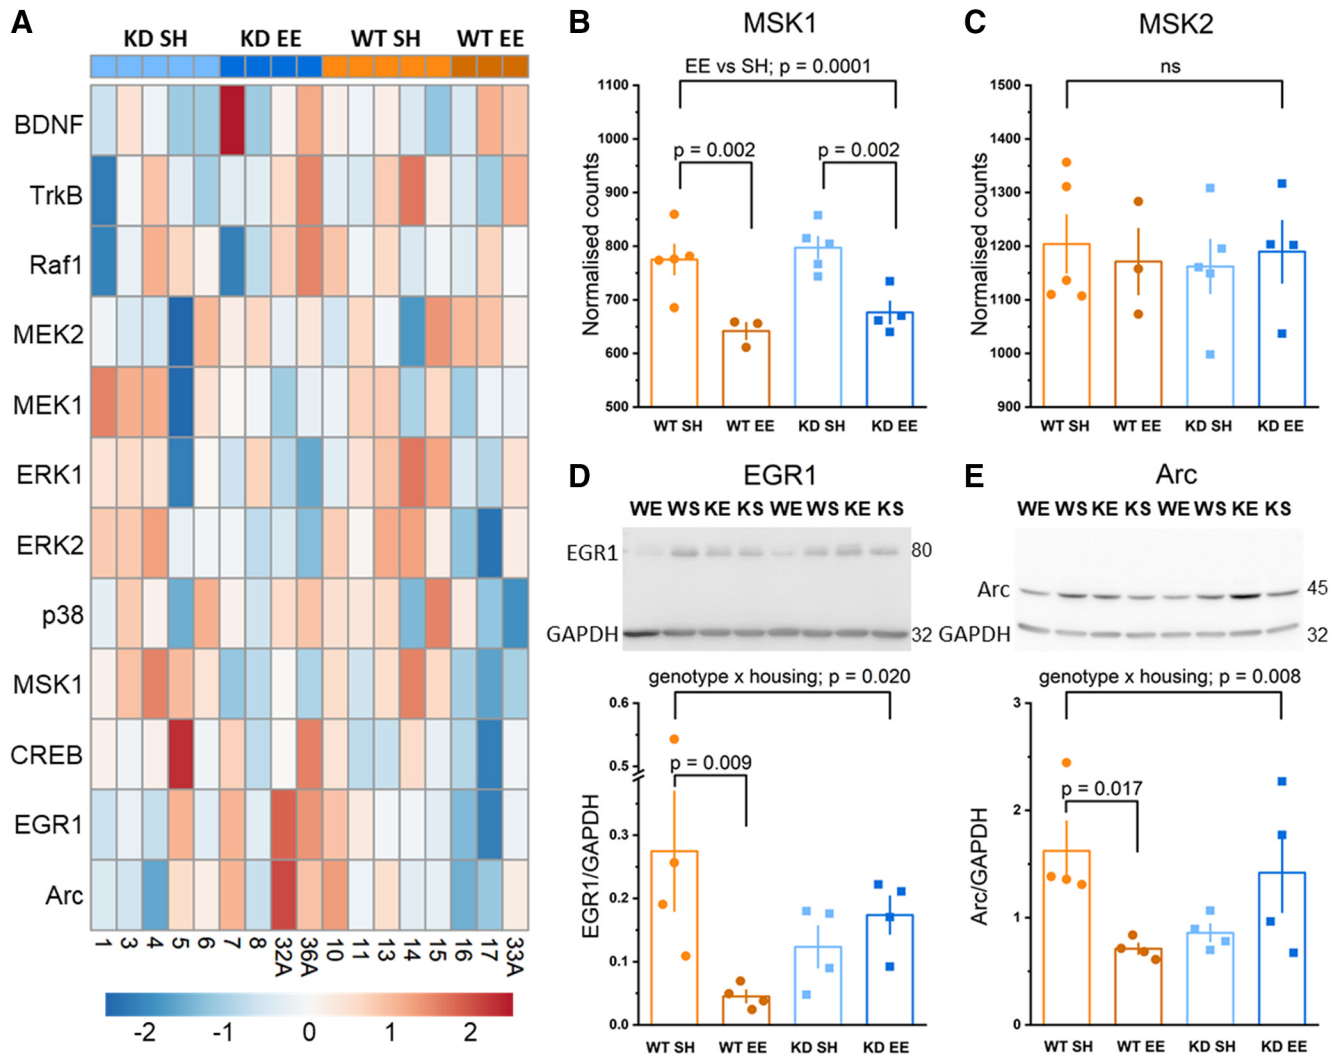 A
KD SH KD EE WT SH WT EE
BDNF
TrkB
Raf1
MEK2
MEK1
ERK1
ERK2
p38
MSK1
CREB
EGR1
Arc
1 3 4 5 6 7 8 32A 36A 10 11 13 14 15 16 17 33A
-2 -1 0 1 2
B
MSK1
EE vs SH; p = 0.0001
p = 0.002 p = 0.002
Normalised counts
1100
1000
900
800
700
600
500
WT SH WT EE KD SH KD EE
C
MSK2
ns
Normalised counts
1500
1400
1300
1200
1100
1000
900
WT SH WT EE KD SH KD EE
D
EGR1
WE WS KE KS WE WS KE KS
EGR1 80
GAPDH 32
genotype x housing; p = 0.020
p = 0.009
EGR1/GAPDH
0.6
0.5
0.3
0.2
0.1
0.0
WT SH WT EE KD SH KD EE
E
Arc
WE WS KE KS WE WS KE KS
Arc 45
GAPDH 32
genotype x housing; p = 0.008
p = 0.017
Arc/GAPDH
3
2
1
0
WT SH WT EE KD SH KD EE